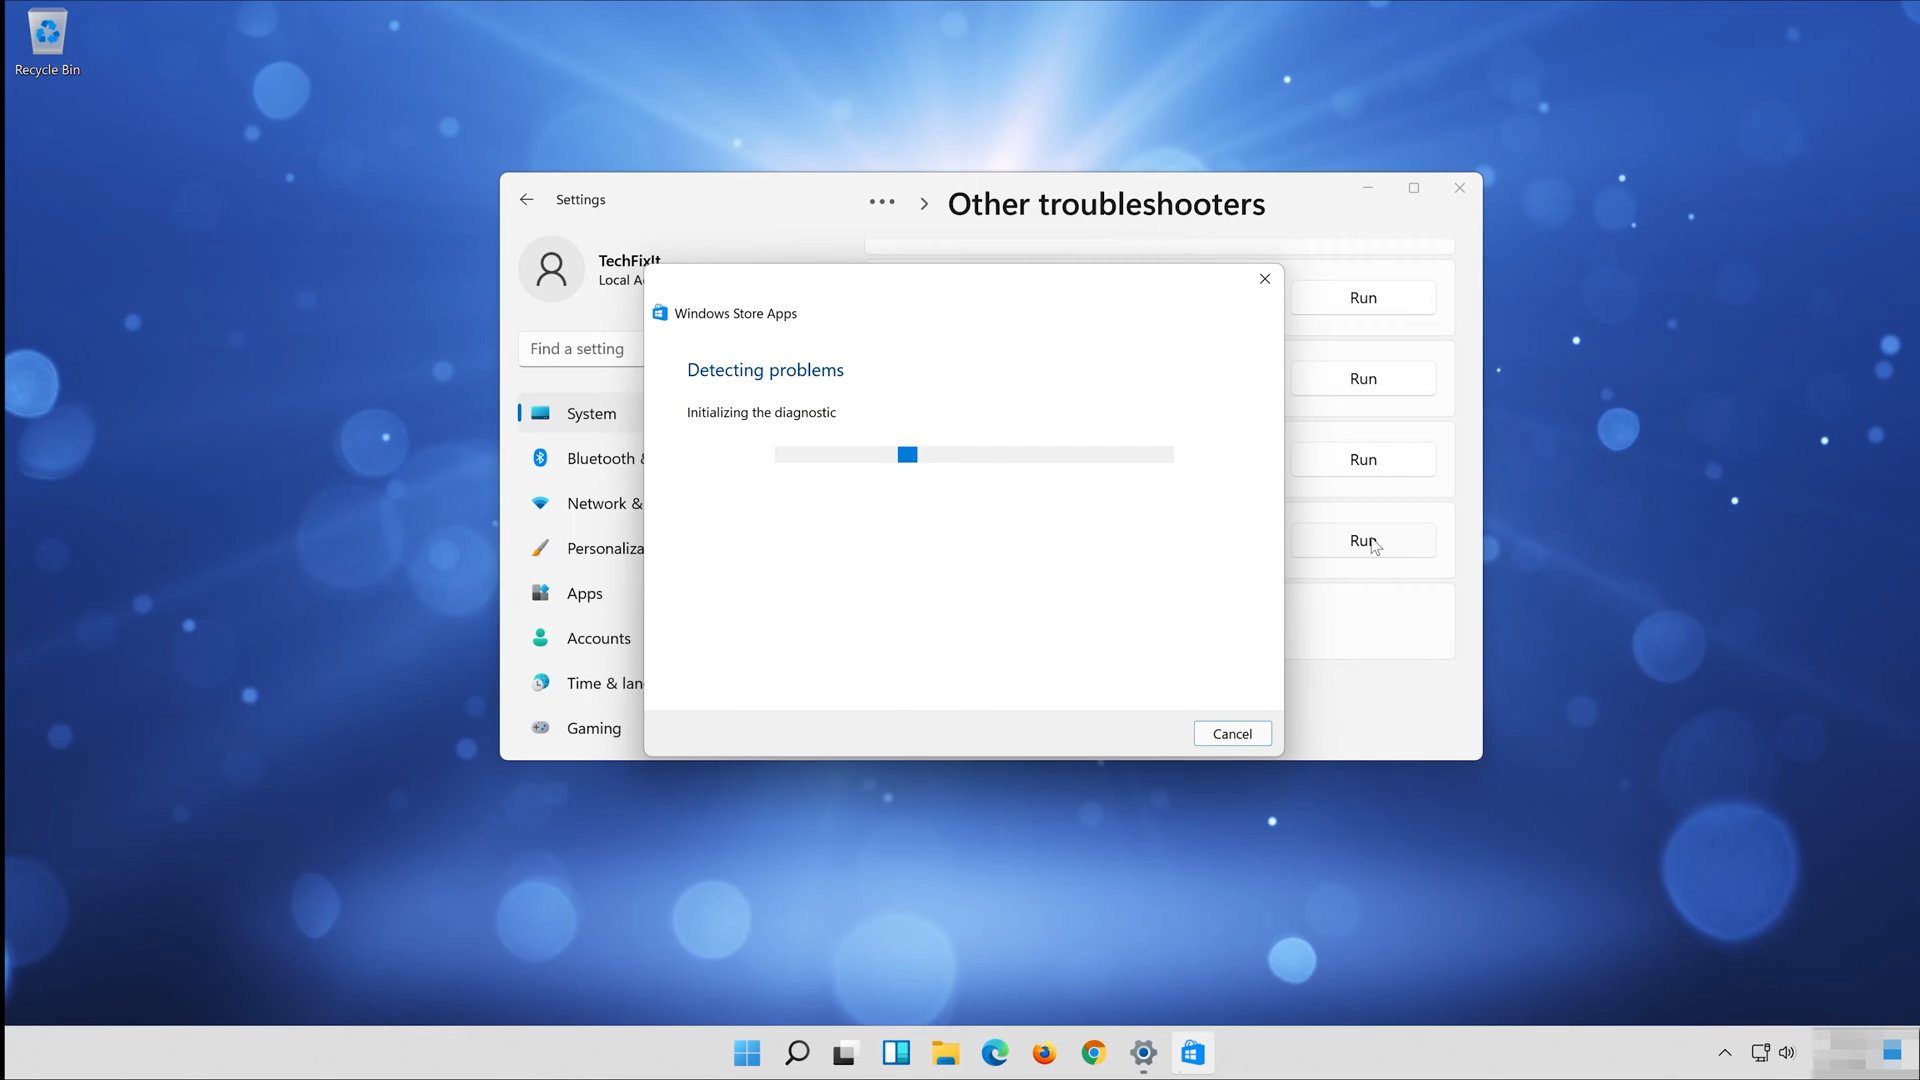 Recycle Bin
Settings
Other troubleshooters
TechFixIt
Local A
Find a setting
System
Bluetooth &
Network &
Personaliza
Apps
Accounts
Time & lan
Gaming
Windows Store Apps
Detecting problems
Initializing the diagnostic
Cancel
Run
Run
Run
Run